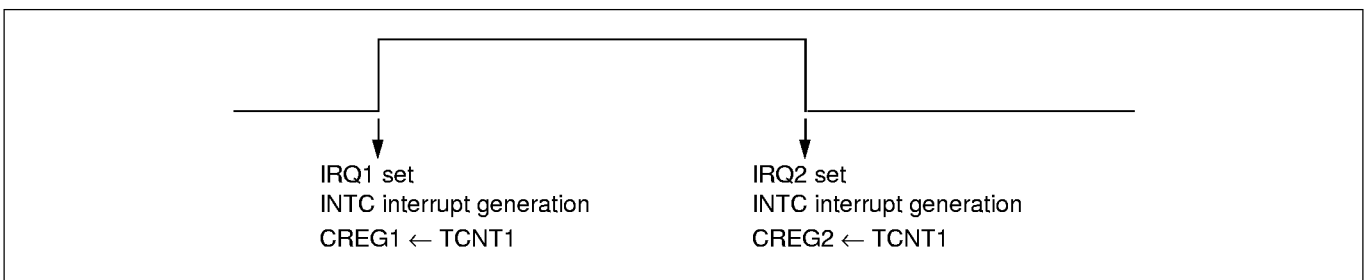 IRQ1 set
INTC interrupt generation
CREG1 ← TCNT1
IRQ2 set
INTC interrupt generation
CREG2 ← TCNT1